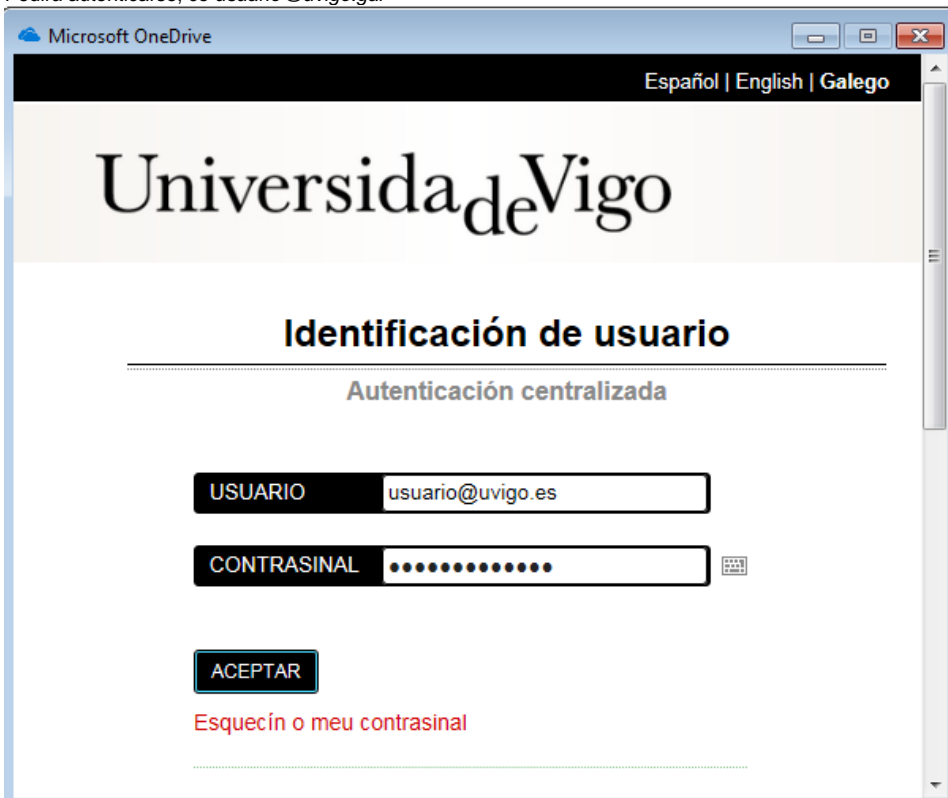 Microsoft OneDrive
Español | English | Galego
UniversidadeVigo
Identificación de usuario
Autenticación centralizada
USUARIO usuario@uvigo.es
CONTRASINAL •••••••••••••
ACEPTAR
Esquecín o meu contrasinal